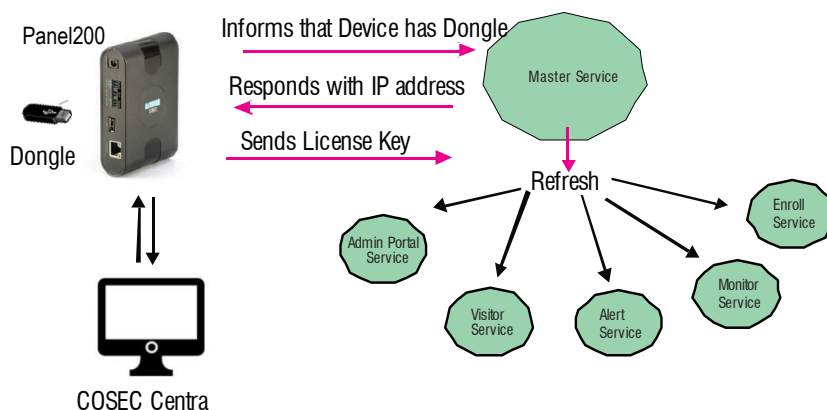 Panel200
Informs that Device has Dongle
Master Service
Responds with IP address
Dongle
Sends License Key
Refresh
Admin Portal
Service
Enroll
Service
Visitor
Service
Alert
Service
Monitor
Service
COSEC Centra